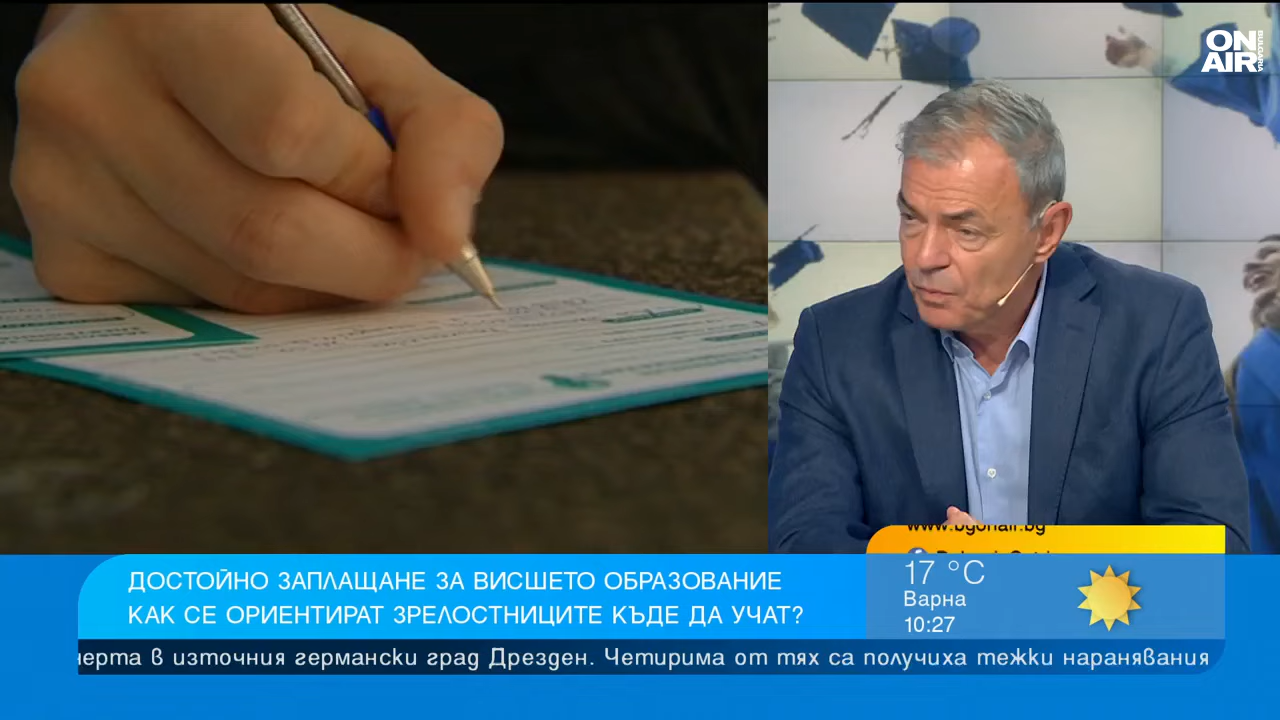 ON
AIR
BULGARIA
www.bgonair.bg
ДОСТОЙНО ЗАПЛАЩАНЕ ЗА ВИСШЕТО ОБРАЗОВАНИЕ
КАК СЕ ОРИЕНТИРАТ ЗРЕЛОСТНИЦИТЕ КЪДЕ ДА УЧАТ?
17 °C
Варна
10:27
в източния германски град Дрезден. Четирима от тях са получиха тежки наранявания